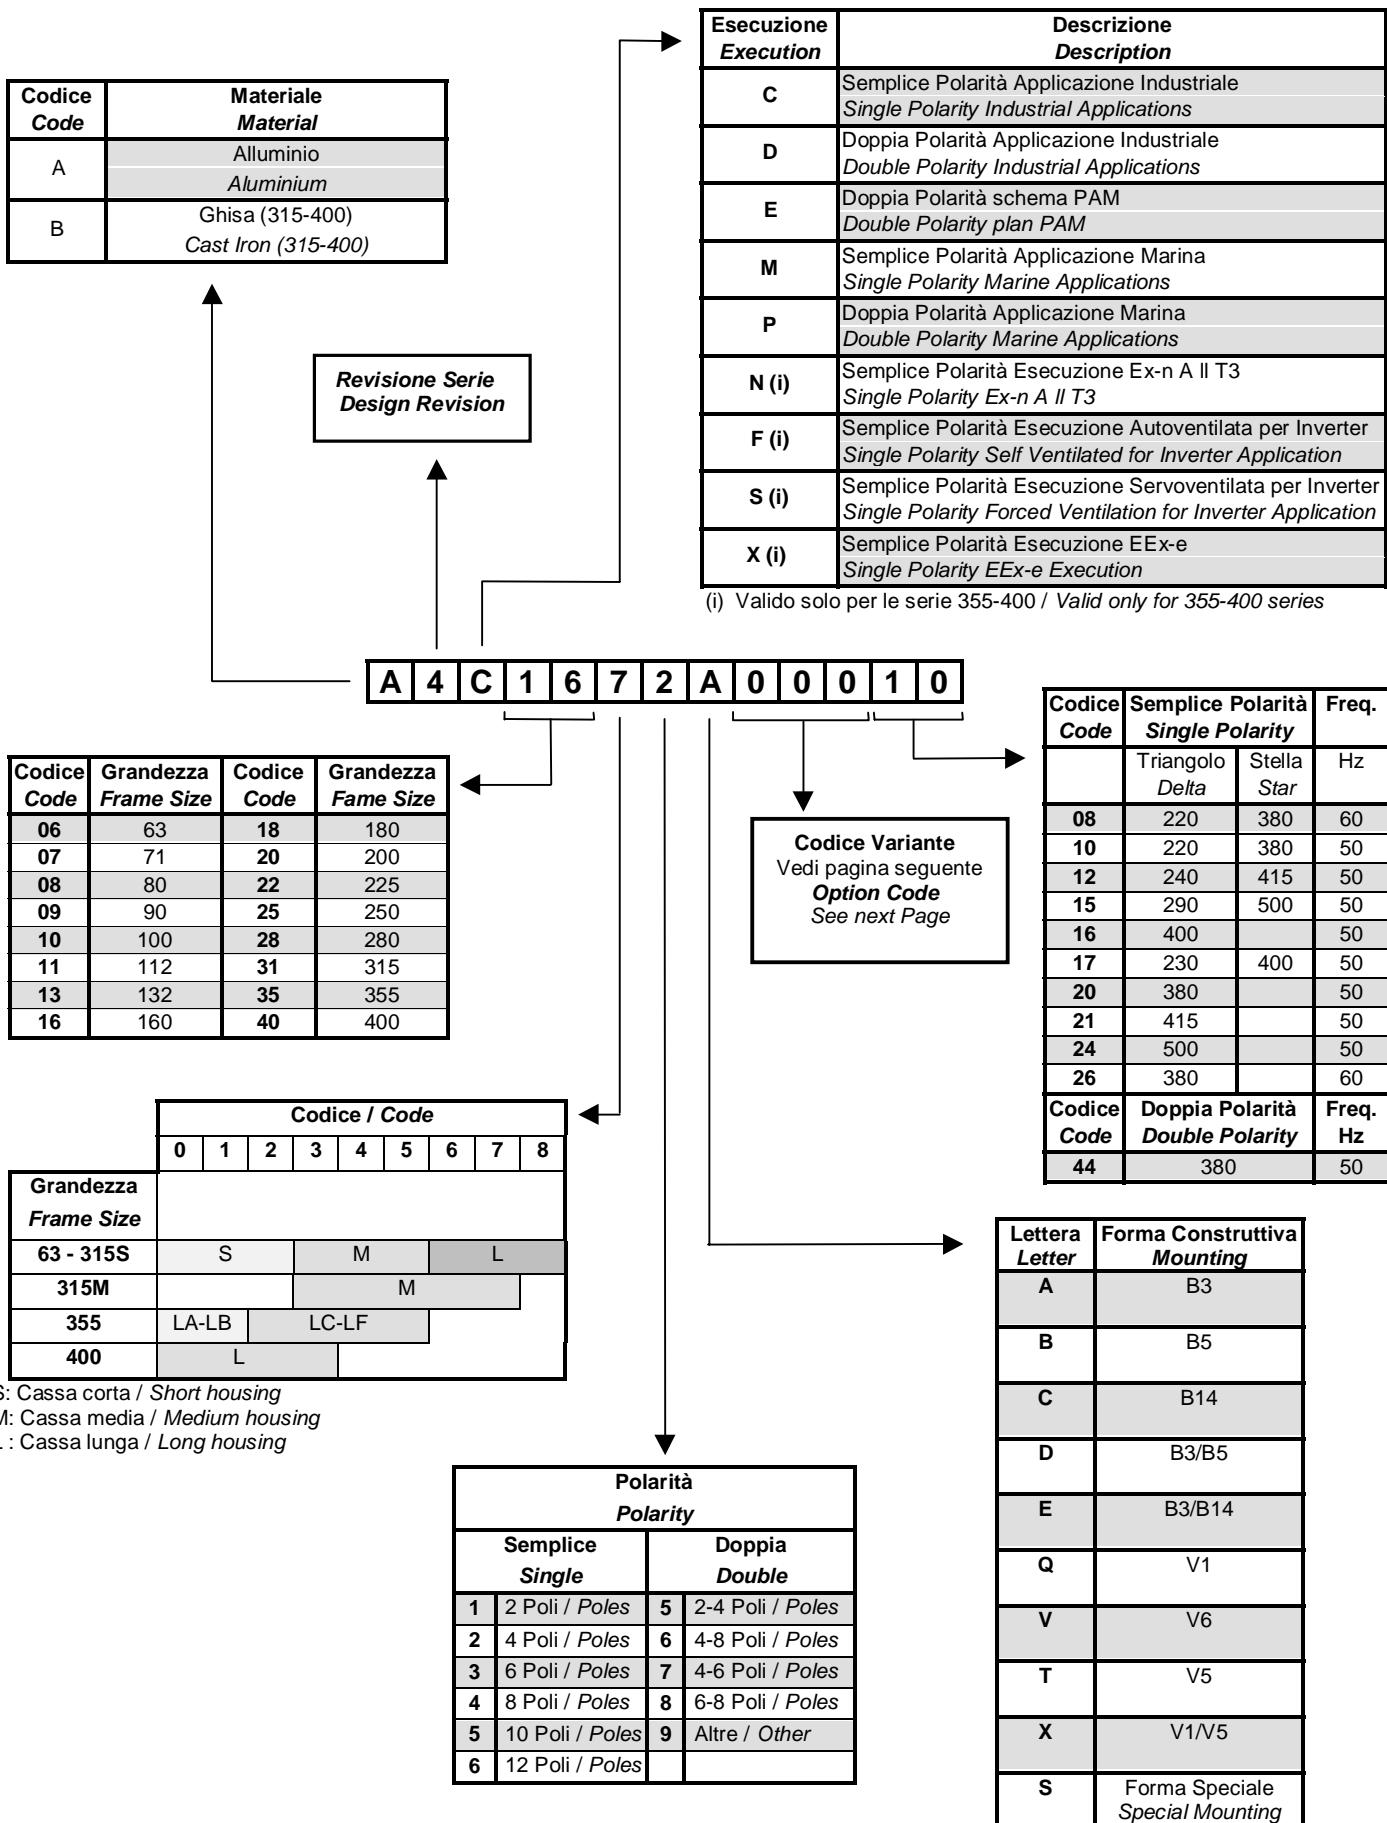 Esecuzione Descrizione
Execution Description
C Semplice Polarità Applicazione Industriale
Single Polarity Industrial Applications
D Doppia Polarità Applicazione Industriale
Double Polarity Industrial Applications
E Doppia Polarità schema PAM
Double Polarity plan PAM
M Semplice Polarità Applicazione Marina
Single Polarity Marine Applications
P Doppia Polarità Applicazione Marina
Double Polarity Marine Applications
N (i) Semplice Polarità Esecuzione Ex-n A II T3
Single Polarity Ex-n A II T3
F (i) Semplice Polarità Esecuzione Autoventilata per Inverter
Single Polarity Self Ventilated for Inverter Application
S (i) Semplice Polarità Esecuzione Servoventilata per Inverter
Single Polarity Forced Ventilation for Inverter Application
X (i) Semplice Polarità Esecuzione EEx-e
Single Polarity EEx-e Execution
(i) Valido solo per le serie 355-400 / Valid only for 355-400 series
Codice Materiale
Code Material
A Alluminio
Aluminium
B Ghisa (315-400)
Cast Iron (315-400)
Revisione Serie
Design Revision
A 4 C 1 6 7 2 A 0 0 0 1 0
Codice Grandezza Codice Grandezza
Code Frame Size Code Fame Size
06 63 18 180
07 71 20 200
08 80 22 225
09 90 25 250
10 100 28 280
11 112 31 315
13 132 35 355
16 160 40 400
Codice Variante
Vedi pagina seguente
Option Code
See next Page
Codice Semplice Polarità Freq.
Code Single Polarity
Triangolo Stella Hz
Delta Star
08 220 380 60
10 220 380 50
12 240 415 50
15 290 500 50
16 400 50
17 230 400 50
20 380 50
21 415 50
24 500 50
26 380 60
Codice Doppia Polarità Freq.
Code Double Polarity Hz
44 380 50
Codice / Code
0 1 2 3 4 5 6 7 8
Grandezza
Frame Size
63 - 315S S M L
315M M
355 LA-LB LC-LF
400 L
S: Cassa corta / Short housing
M: Cassa media / Medium housing
L : Cassa lunga / Long housing
Polarità
Polarity
Semplice Doppia
Single Double
1 2 Poli / Poles 5 2-4 Poli / Poles
2 4 Poli / Poles 6 4-8 Poli / Poles
3 6 Poli / Poles 7 4-6 Poli / Poles
4 8 Poli / Poles 8 6-8 Poli / Poles
5 10 Poli / Poles 9 Altre / Other
6 12 Poli / Poles
Lettera Forma Construttiva
Letter Mounting
A B3
B B5
C B14
D B3/B5
E B3/B14
Q V1
V V6
T V5
X V1/V5
S Forma Speciale
Special Mounting